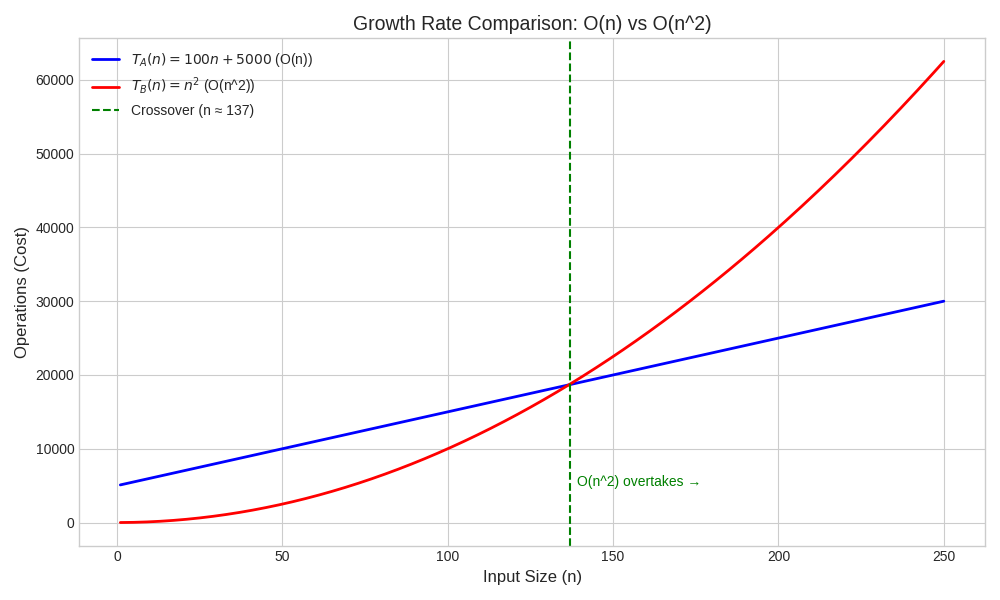 Growth Rate Comparison: O(n) vs O(n^2)
T_A(n) = 100n + 5000 (O(n))
T_B(n) = n² (O(n^2))
Crossover (n ≈ 137)
Operations (Cost)
60000
50000
40000
30000
20000
10000
0
O(n^2) overtakes →
0 50 100 150 200 250
Input Size (n)